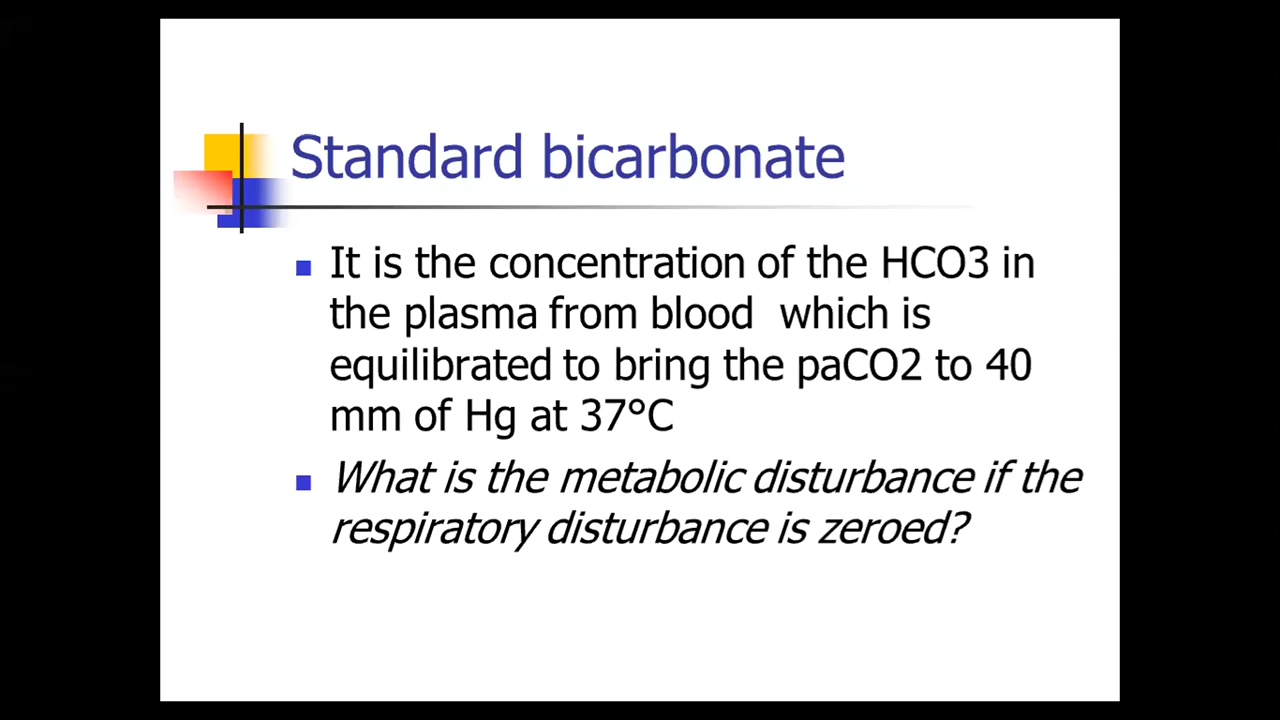 Standard bicarbonate
It is the concentration of the HCO3 in
the plasma from blood  which is
equilibrated to bring the paCO2 to 40
mm of Hg at 37°C
What is the metabolic disturbance if the
respiratory disturbance is zeroed?